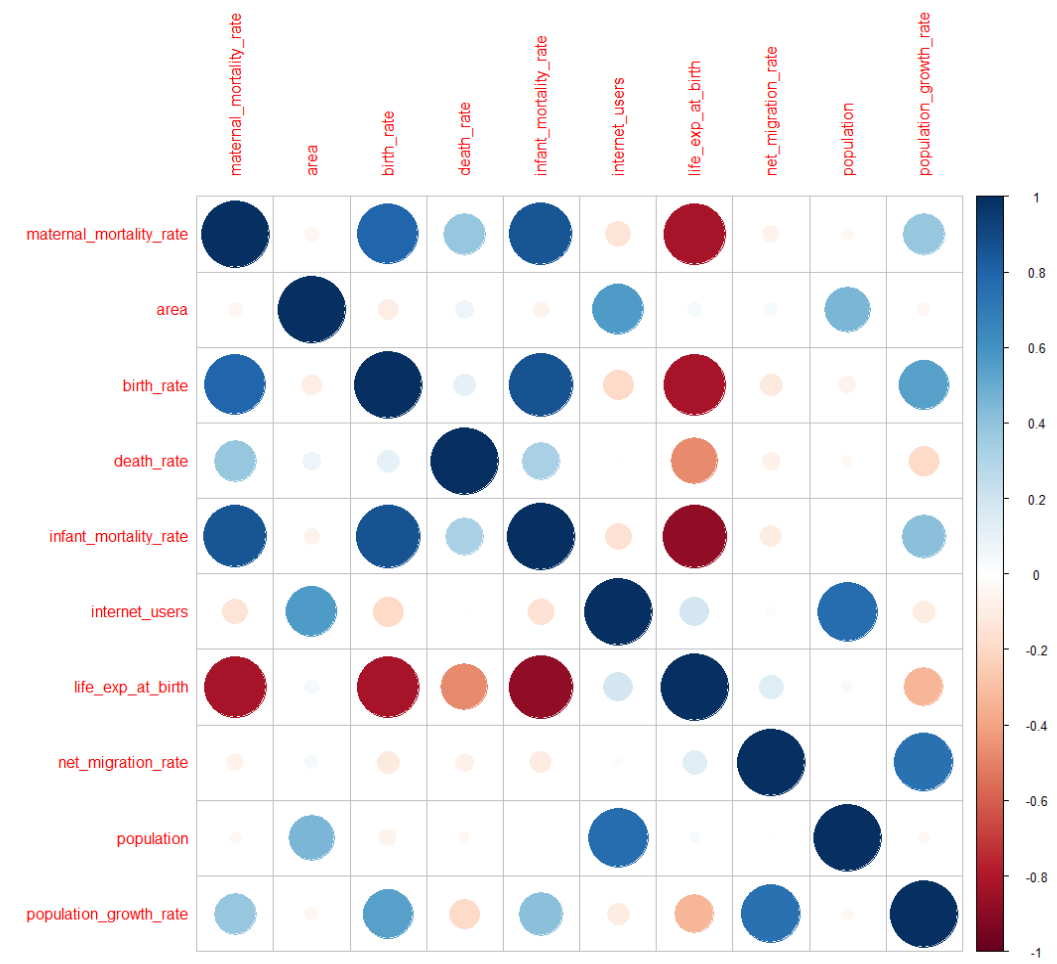 maternal_mortality_rate
area
birth_rate
death_rate
infant_mortality_rate
internet_users
life_exp_at_birth
net_migration_rate
population
population_growth_rate
maternal_mortality_rate
area
birth_rate
death_rate
infant_mortality_rate
internet_users
life_exp_at_birth
net_migration_rate
population
population_growth_rate
1
0.8
0.6
0.4
0.2
0
-0.2
-0.4
-0.6
-0.8
-1